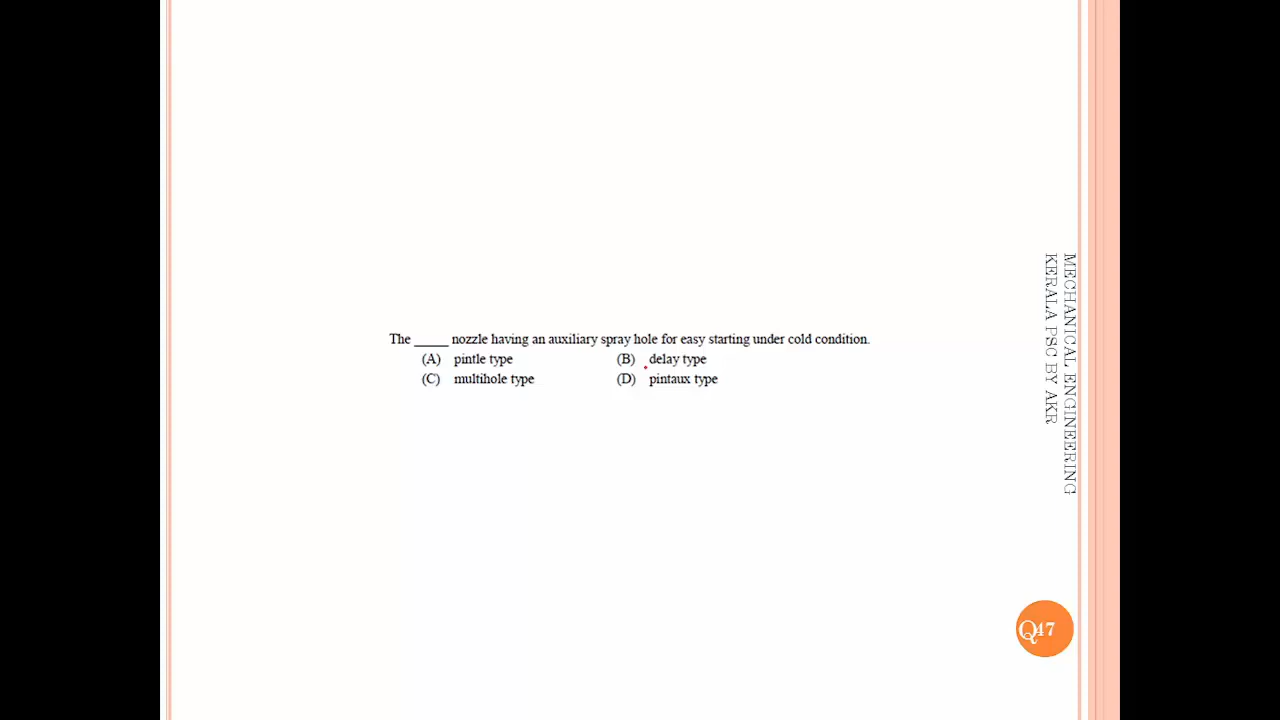 The _____ nozzle having an auxiliary spray hole for easy starting under cold condition.
(A) pintle type (B) delay type
(C) multihole type (D) pintaux type
MECHANICAL ENGINEERING
KERALA PSC BY AKR
Q47